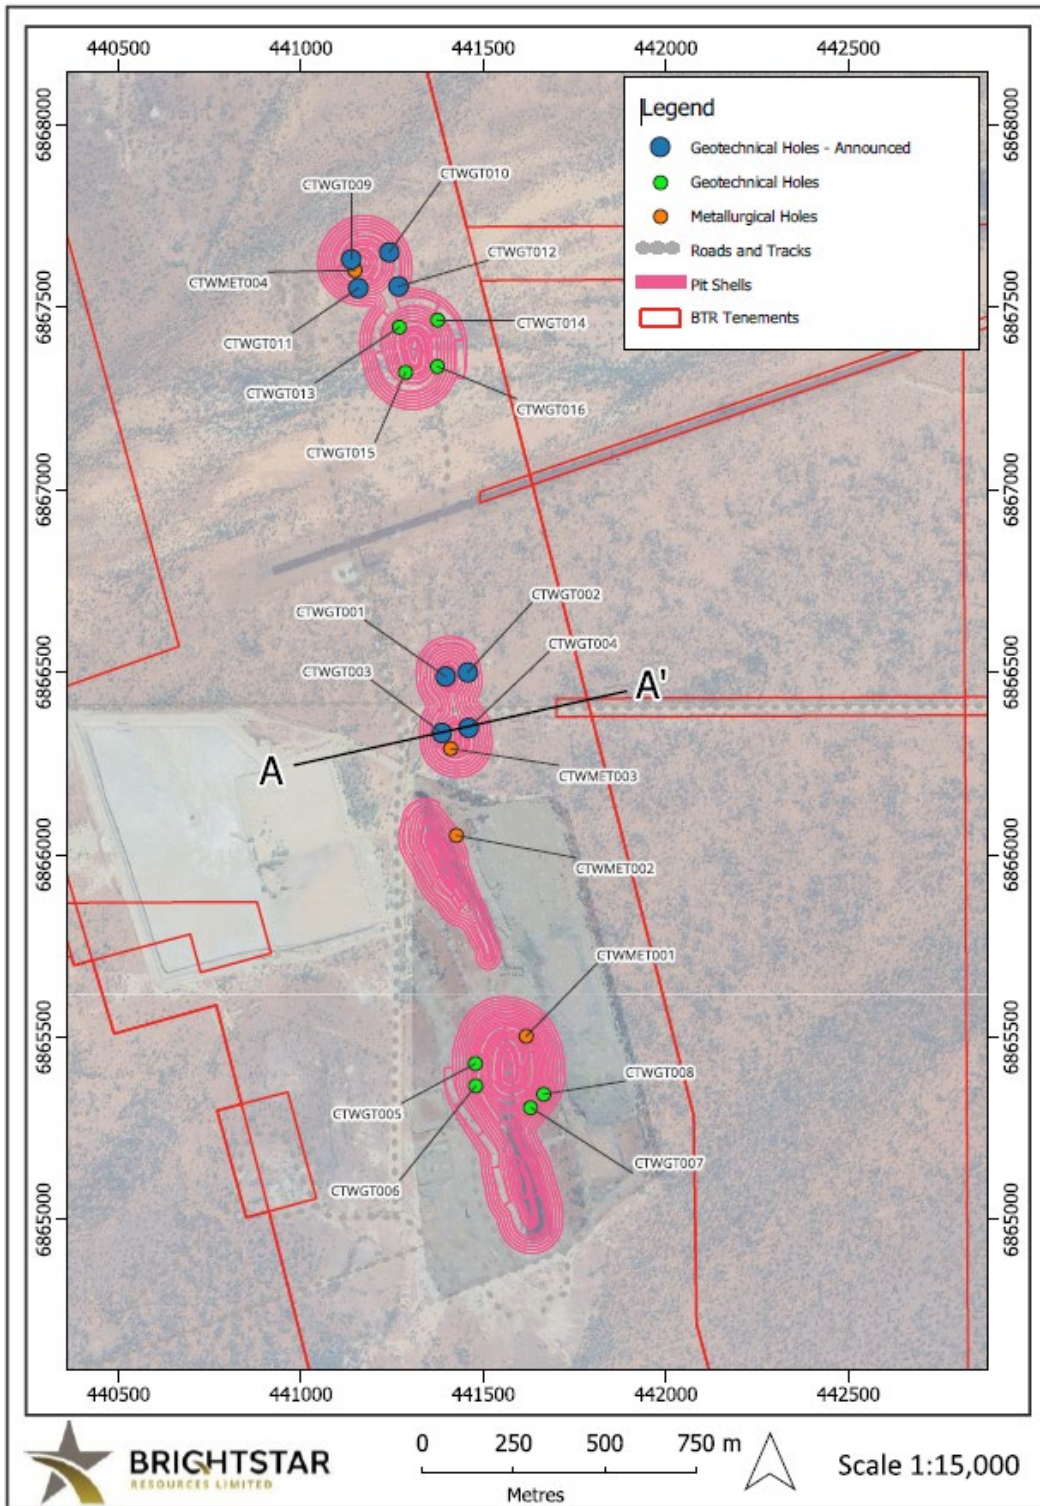 440500 441000 441500 442000 442500
6868000
6867500
6867000
6866500
6866000
6865500
6865000
Legend
Geotechnical Holes - Announced
Geotechnical Holes
Metallurgical Holes
Roads and Tracks
Pit Shells
BTR Tenements
6868000
6867500
6867000
6866500
6866000
6865500
6865000
CTWGT009
CTWGT010
CTWGT012
CTWMET004
CTWGT011
CTWGT014
CTWGT013
CTWGT016
CTWGT015
CTWGT002
CTWGT001
CTWGT004
CTWGT003
A'
A
CTWMET003
CTWMET002
CTWMET001
CTWGT008
CTWGT005
CTWGT007
CTWGT006
440500 441000 441500 442000 442500
BRIGHTSTAR
RESOURCES LIMITED
0 250 500 750 m
Metres
Scale 1:15,000